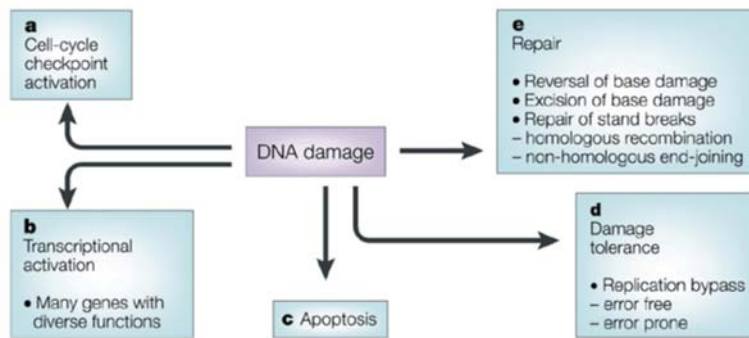 a
Cell-cycle
checkpoint
activation
e
Repair
• Reversal of base damage
• Excision of base damage
• Repair of stand breaks
– homologous recombination
– non-homologous end-joining
DNA damage
b
Transcriptional
activation
• Many genes with
diverse functions
c Apoptosis
d
Damage
tolerance
• Replication bypass
– error free
– error prone